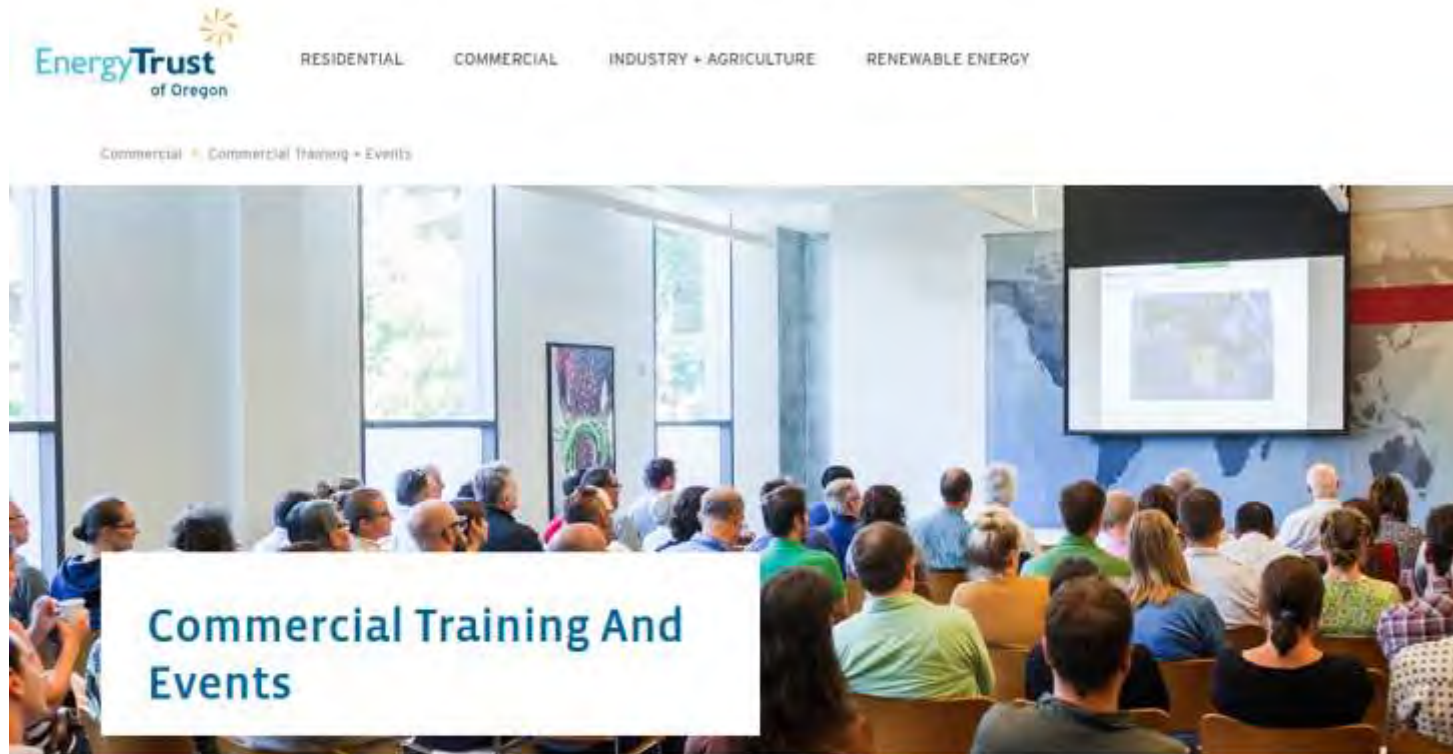 EnergyTrust
of Oregon
RESIDENTIAL COMMERCIAL INDUSTRY + AGRICULTURE RENEWABLE ENERGY
Commercial Commercial Training + Events
Commercial Training And
Events